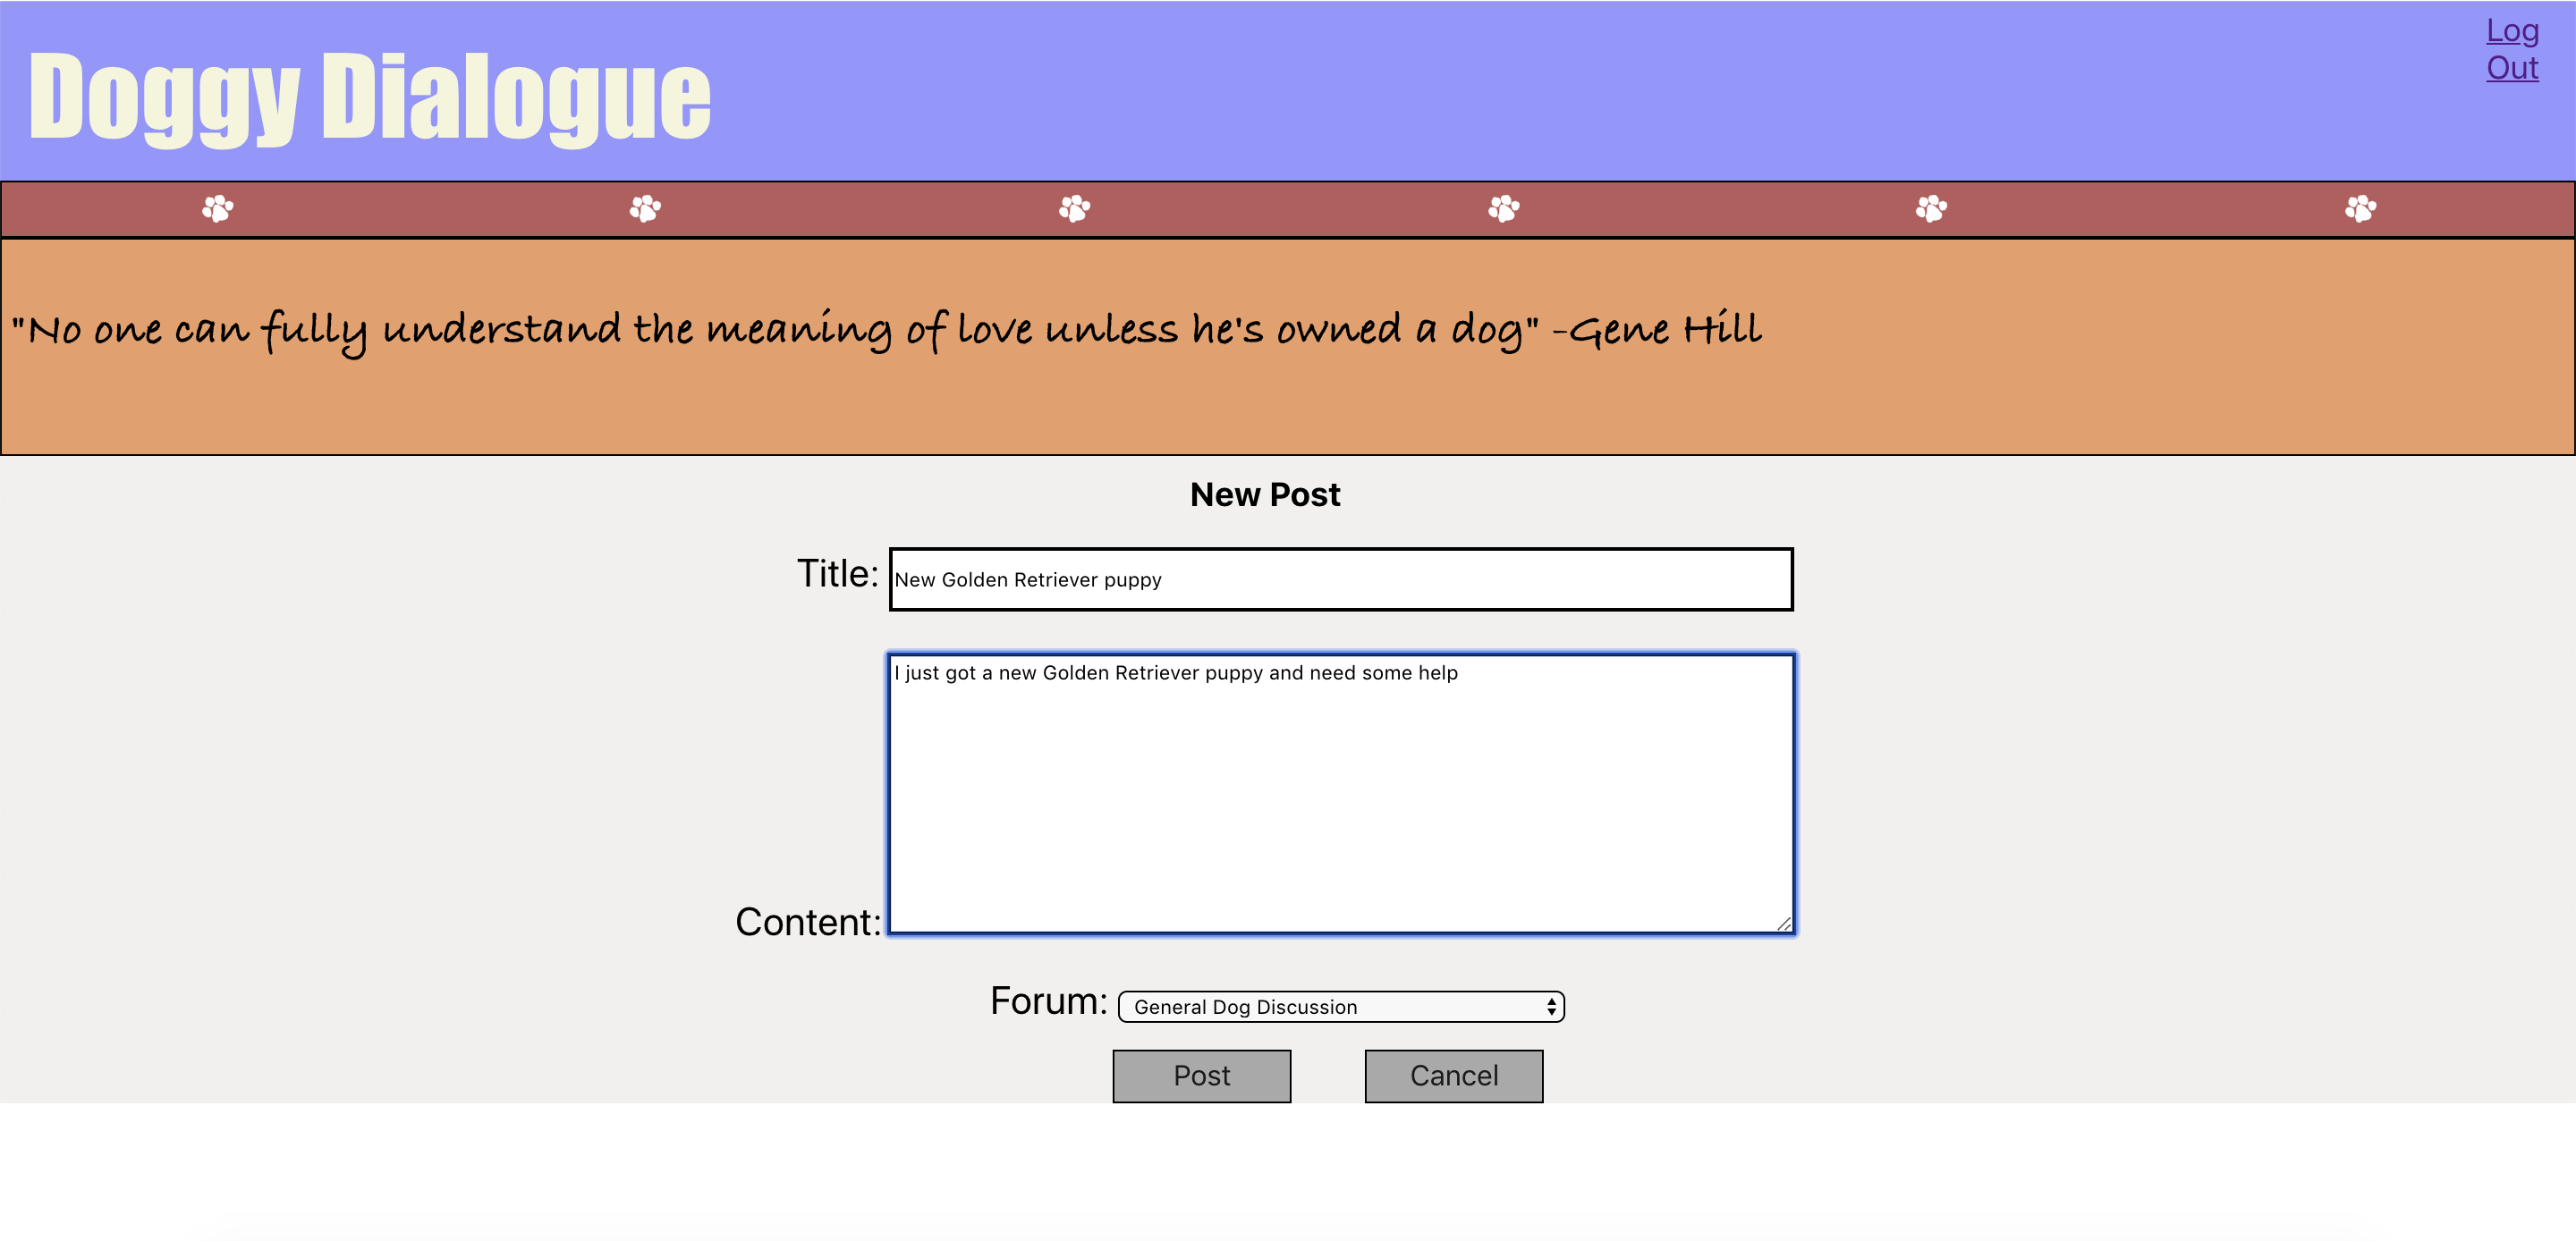 Doggy Dialogue
Log
Out
"No one can fully understand the meaning of love unless he's owned a dog" -Gene Hill
New Post
Title: New Golden Retriever puppy
I just got a new Golden Retriever puppy and need some help
Content:
Forum: General Dog Discussion
Post Cancel